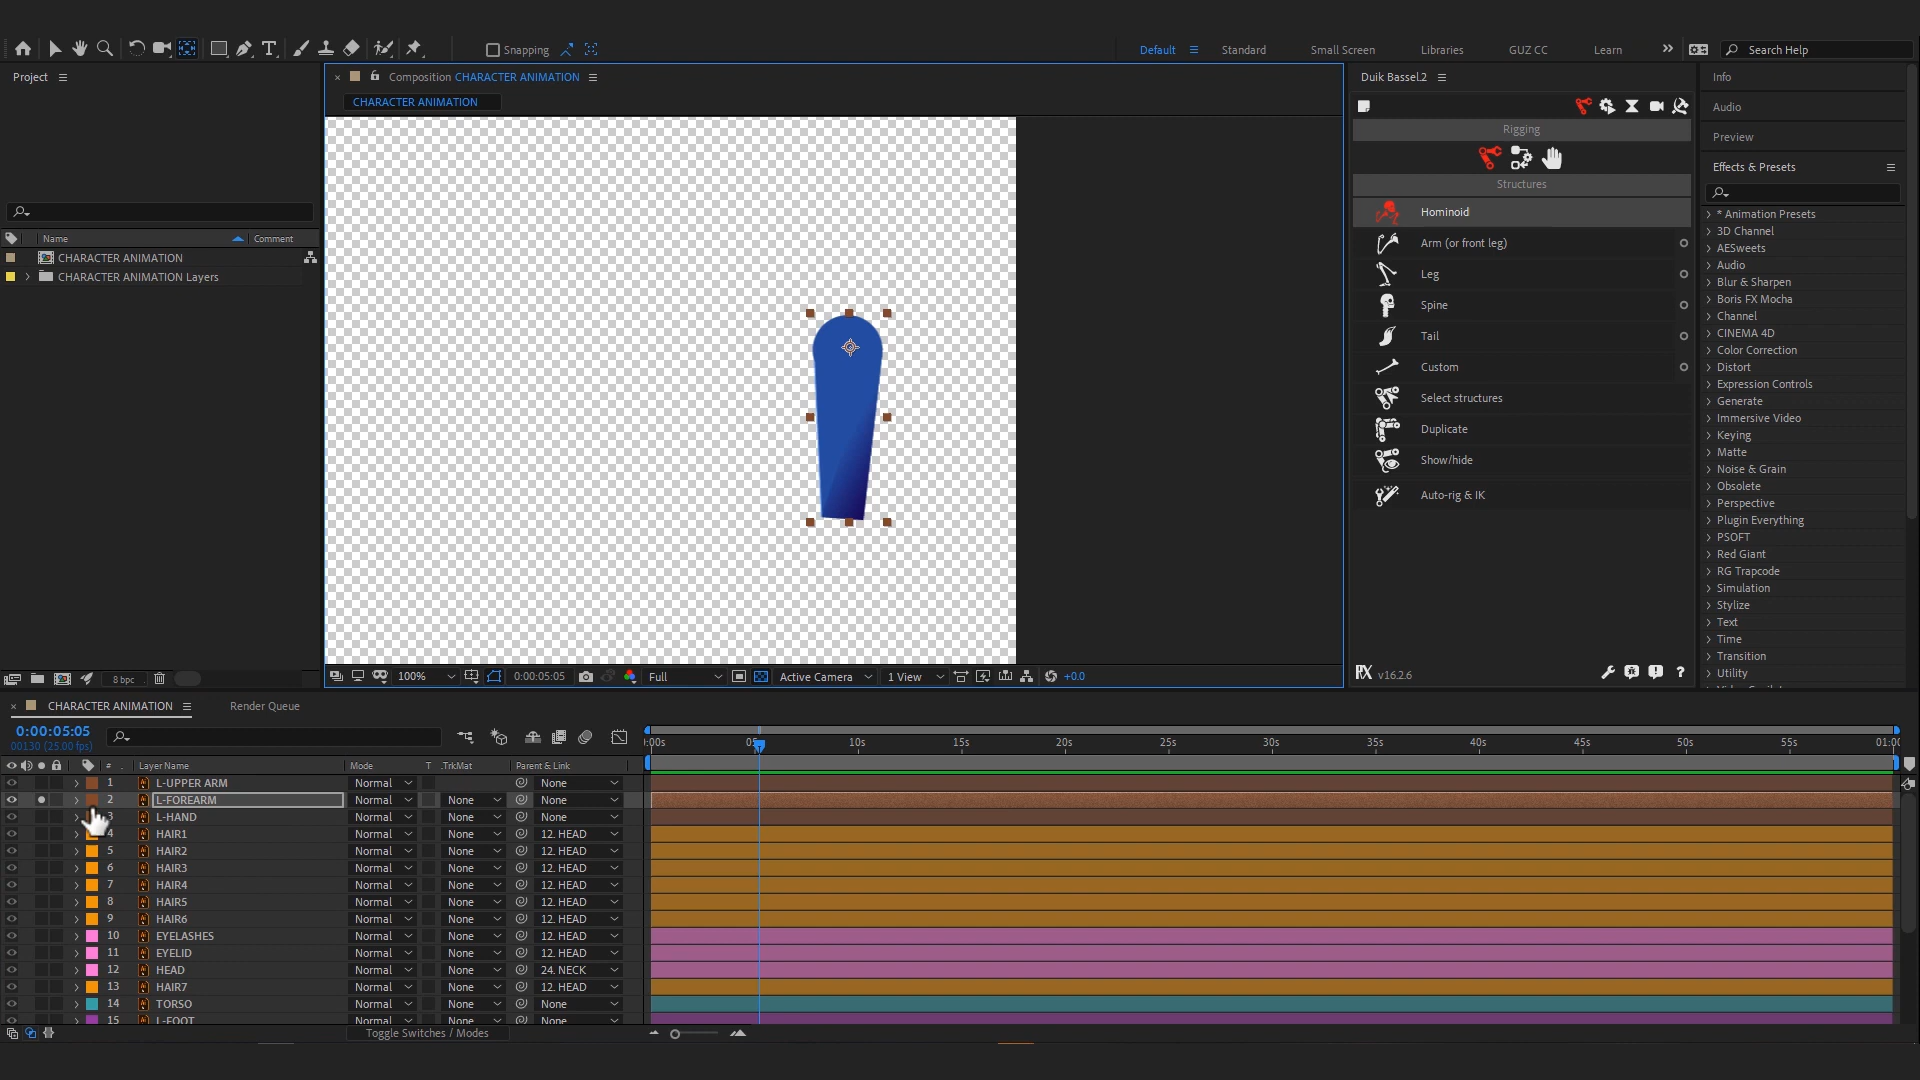 Snapping
Default
Standard
Small Screen
Libraries
GUZ CC
Learn
Search Help
Project
Composition CHARACTER ANIMATION
CHARACTER ANIMATION
Name
Comment
CHARACTER ANIMATION
CHARACTER ANIMATION Layers
8 bpc
100%
0:00:05:05
Full
Active Camera
1 View
+0.0
Duik Bassel.2
Rigging
Structures
Hominoid
Arm (or front leg)
Leg
Spine
Tail
Custom
Select structures
Duplicate
Show/hide
Auto-rig & IK
v16.2.6
?
Info
Audio
Preview
Effects & Presets
* Animation Presets
3D Channel
AESweets
Audio
Blur & Sharpen
Boris FX Mocha
Channel
CINEMA 4D
Color Correction
Distort
Expression Controls
Generate
Immersive Video
Keying
Matte
Noise & Grain
Obsolete
Perspective
Plugin Everything
PSOFT
Red Giant
RG Trapcode
Simulation
Stylize
Text
Time
Transition
Utility
CHARACTER ANIMATION
Render Queue
0:00:05:05
00130 (25.00 fps)
:00s 05 10s 15s 20s 25s 30s 35s 40s 45s 50s 55s 01:00
# Layer Name Mode T .TrkMat Parent & Link
1 L-UPPER ARM Normal None
2 L-FOREARM Normal None None
3 L-HAND Normal None None
4 HAIR1 Normal None 12. HEAD
5 HAIR2 Normal None 12. HEAD
6 HAIR3 Normal None 12. HEAD
7 HAIR4 Normal None 12. HEAD
8 HAIR5 Normal None 12. HEAD
9 HAIR6 Normal None 12. HEAD
10 EYELASHES Normal None 12. HEAD
11 EYELID Normal None 12. HEAD
12 HEAD Normal None 24. NECK
13 HAIR7 Normal None 12. HEAD
14 TORSO Normal None None
15 L-FOOT Normal None None
Toggle Switches / Modes